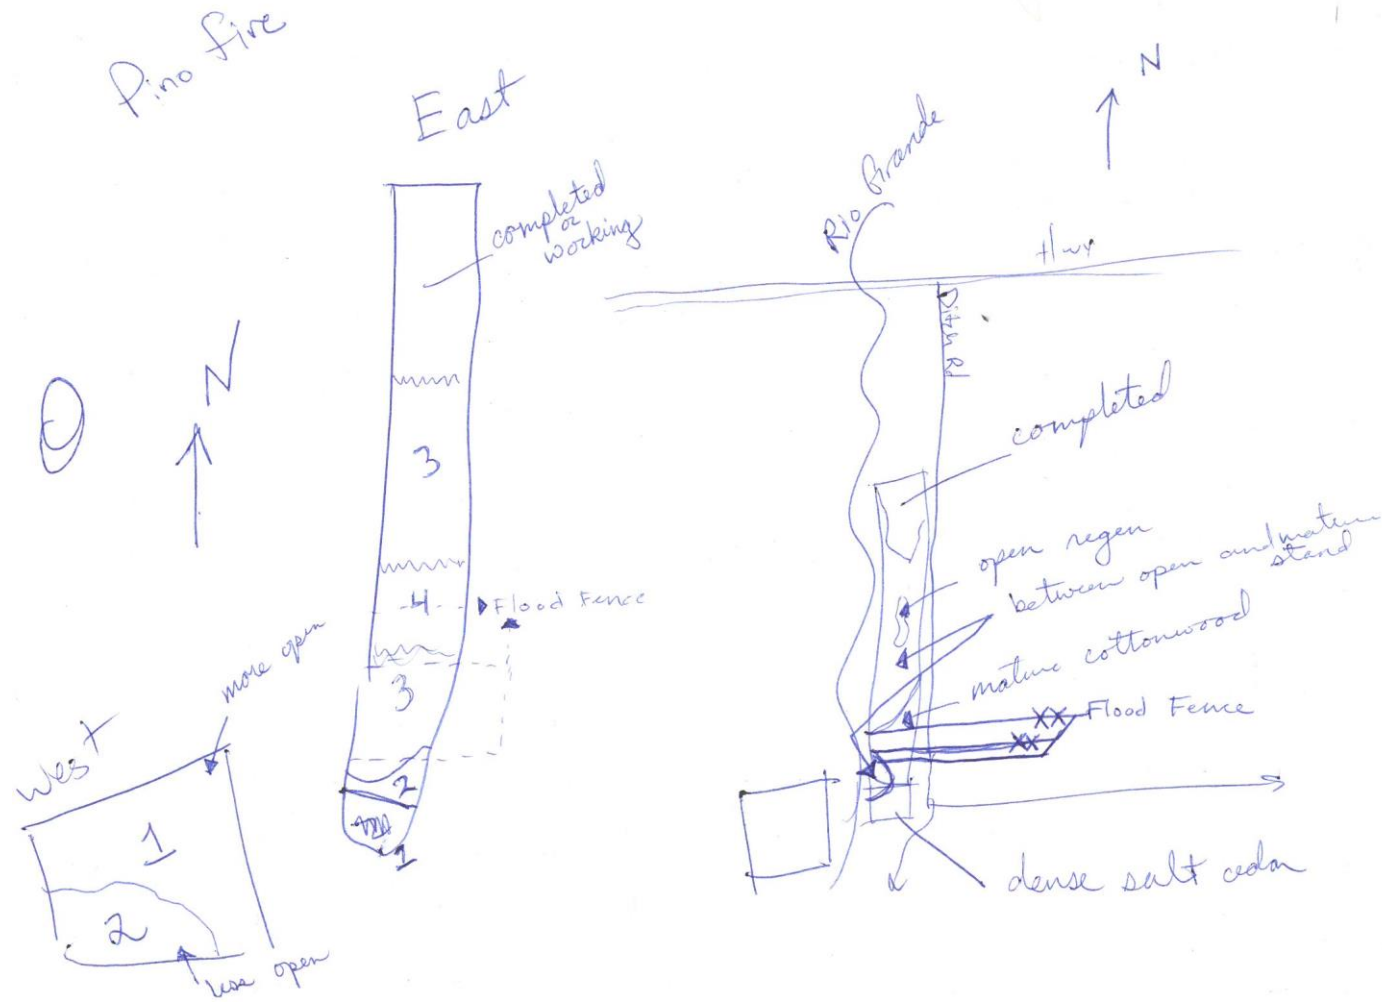 Pino fire
East
completed
or
working
3
4
Flood Fence
3
2
1
N
West
more open
1
2
less open
N
Rio Grande
Hwy
Ditch Rd
completed
open regen
between open and mature
stand
mature cottonwood
XX Flood Fence
XX
dense salt cedar